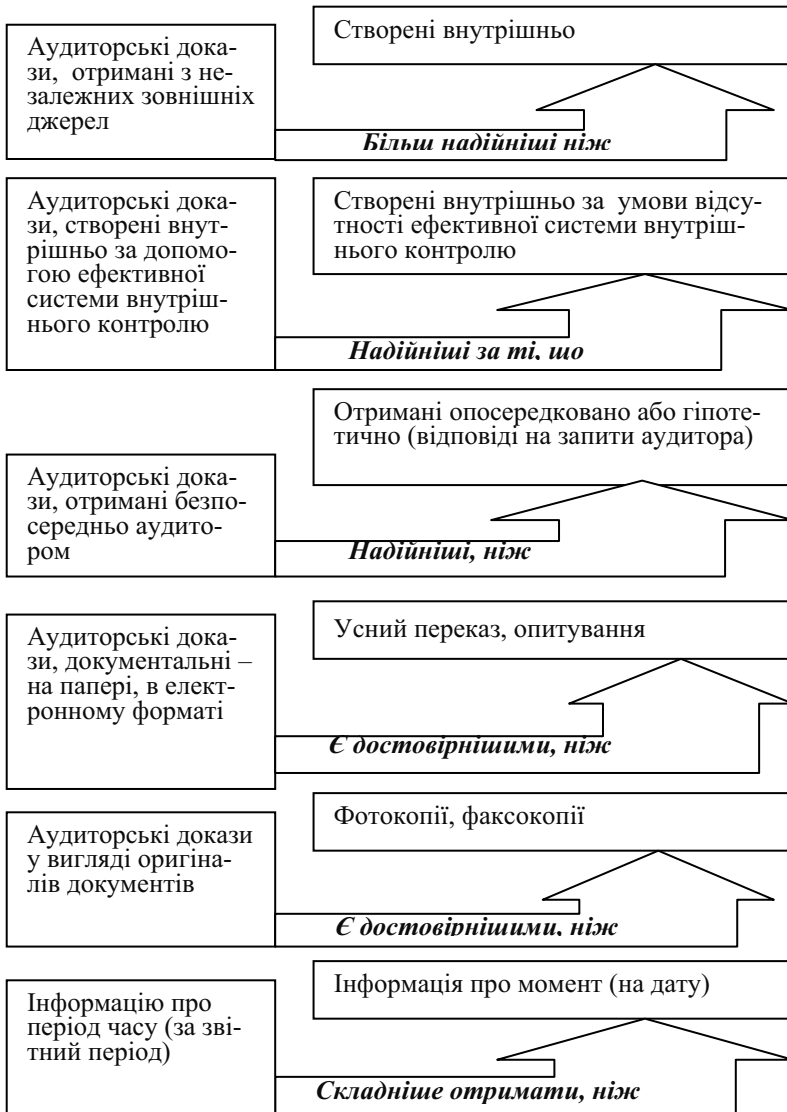 Аудиторські дока-
зи, отримані з не-
залежних зовнішніх
джерел
Більш надійніші ніж
Створені внутрішньо
Аудиторські дока-
зи, створені внут-
рішньо за допомо-
гою ефективної
системи внутріш-
нього контролю
Надійніші за ті, що
Створені внутрішньо за умови відсу-
тності ефективної системи внутріш-
нього контролю
Аудиторські дока-
зи, отримані безпо-
середньо аудито-
ром
Надійніші, ніж
Отримані опосередковано або гіпоте-
тично (відповіді на запити аудитора)
Аудиторські дока-
зи, документальні –
на папері, в елект-
ронному форматі
Є достовірнішими, ніж
Усний переказ, опитування
Аудиторські докази
у вигляді оригіна-
лів документів
Є достовірнішими, ніж
Фотокопії, факсокопії
Інформацію про
період часу (за зві-
тний період)
Складніше отримати, ніж
Інформація про момент (на дату)